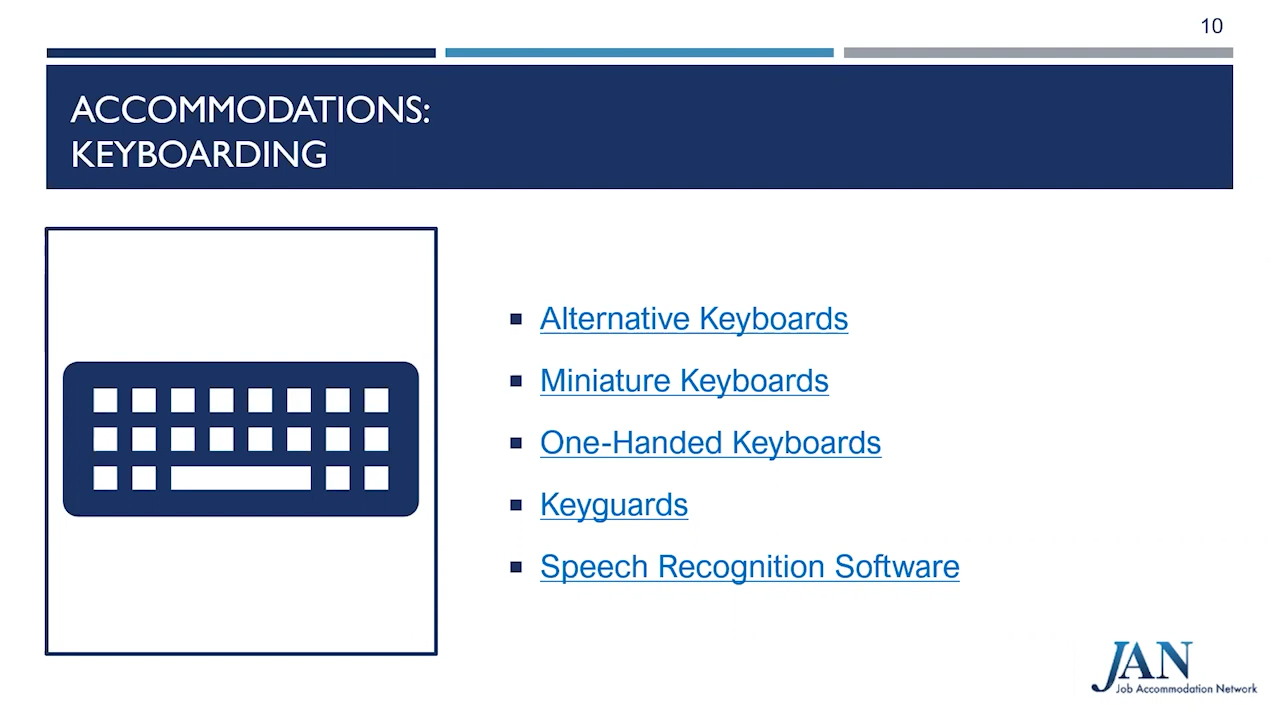 10
ACCOMMODATIONS:
KEYBOARDING
Alternative Keyboards
Miniature Keyboards
One-Handed Keyboards
Keyguards
Speech Recognition Software
JAN
Job Accommodation Network